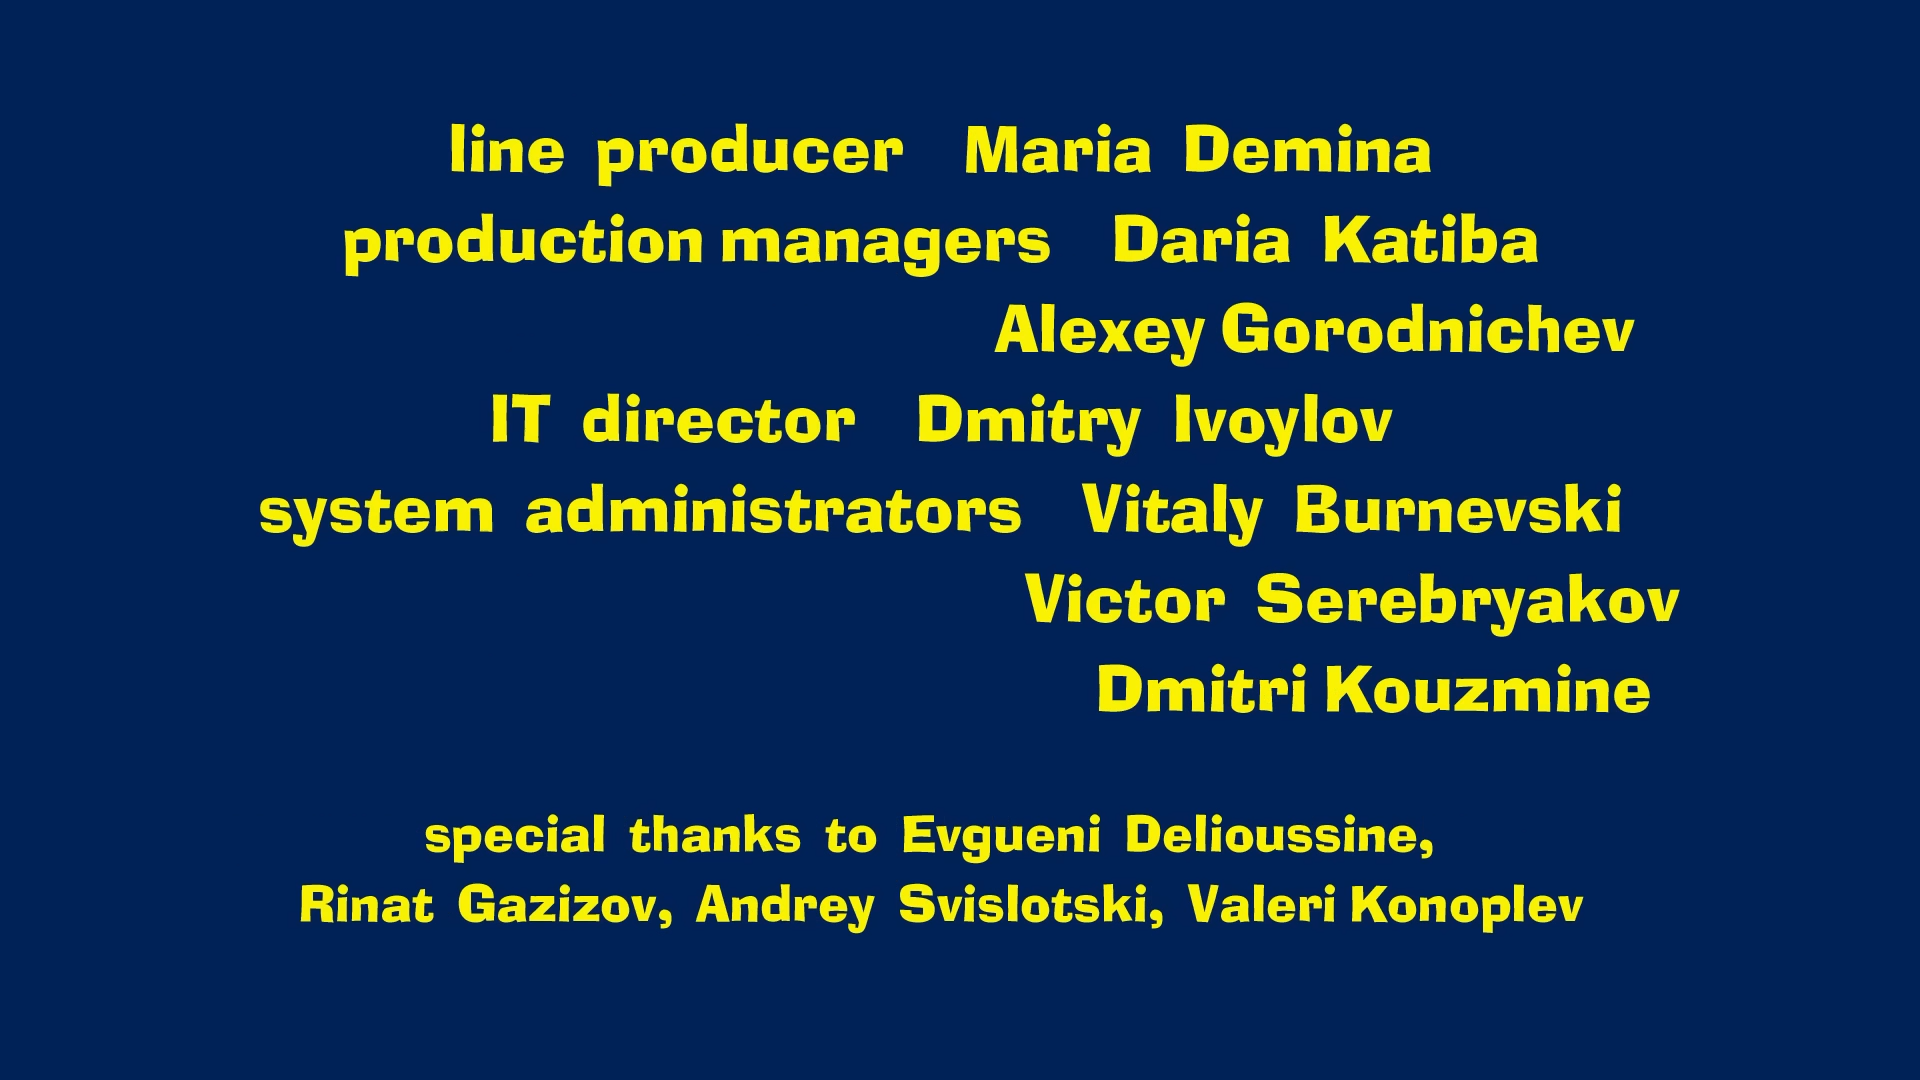 line producer Maria Demina
production managers Daria Katiba
Alexey Gorodnichev
IT director Dmitry Ivoylov
system administrators Vitaly Burnevski
Victor Serebryakov
Dmitri Kouzmine
special thanks to Evgueni Delioussine,
Rinat Gazizov, Andrey Svislotski, Valeri Konoplev